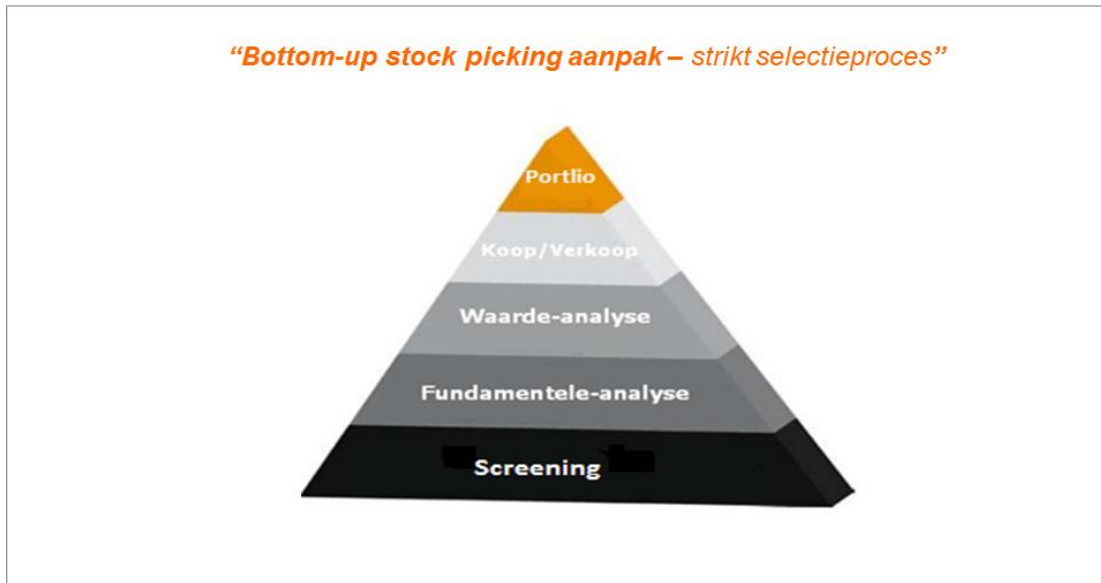 “Bottom-up stock picking aanpak – strikt selectieproces”
Portlio
Koop/Verkoop
Waarde-analyse
Fundamentele-analyse
Screening